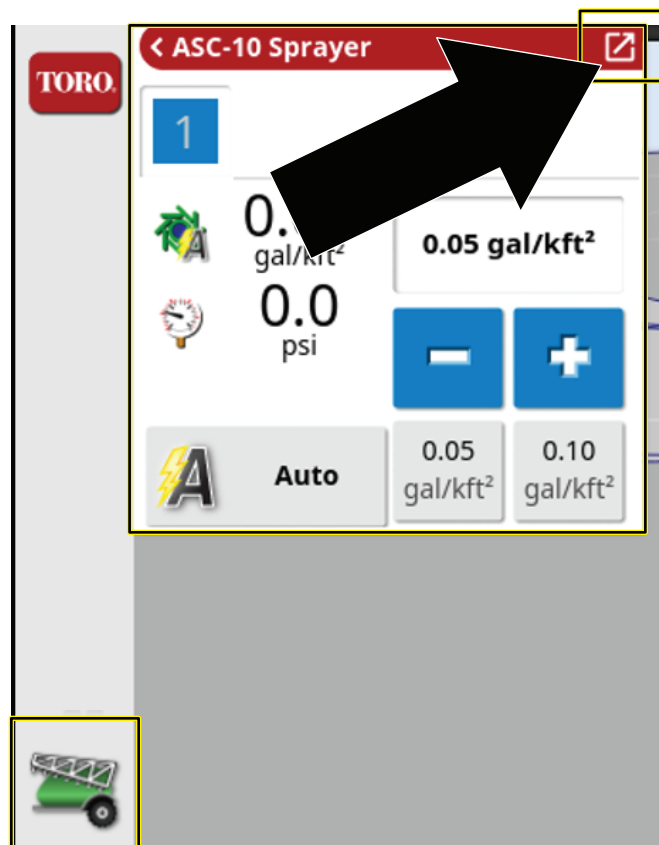 < ASC-10 Sprayer
TORO.
1
0.
gal/kft²
0.05 gal/kft²
0.0
psi
Auto
0.05
gal/kft²
0.10
gal/kft²